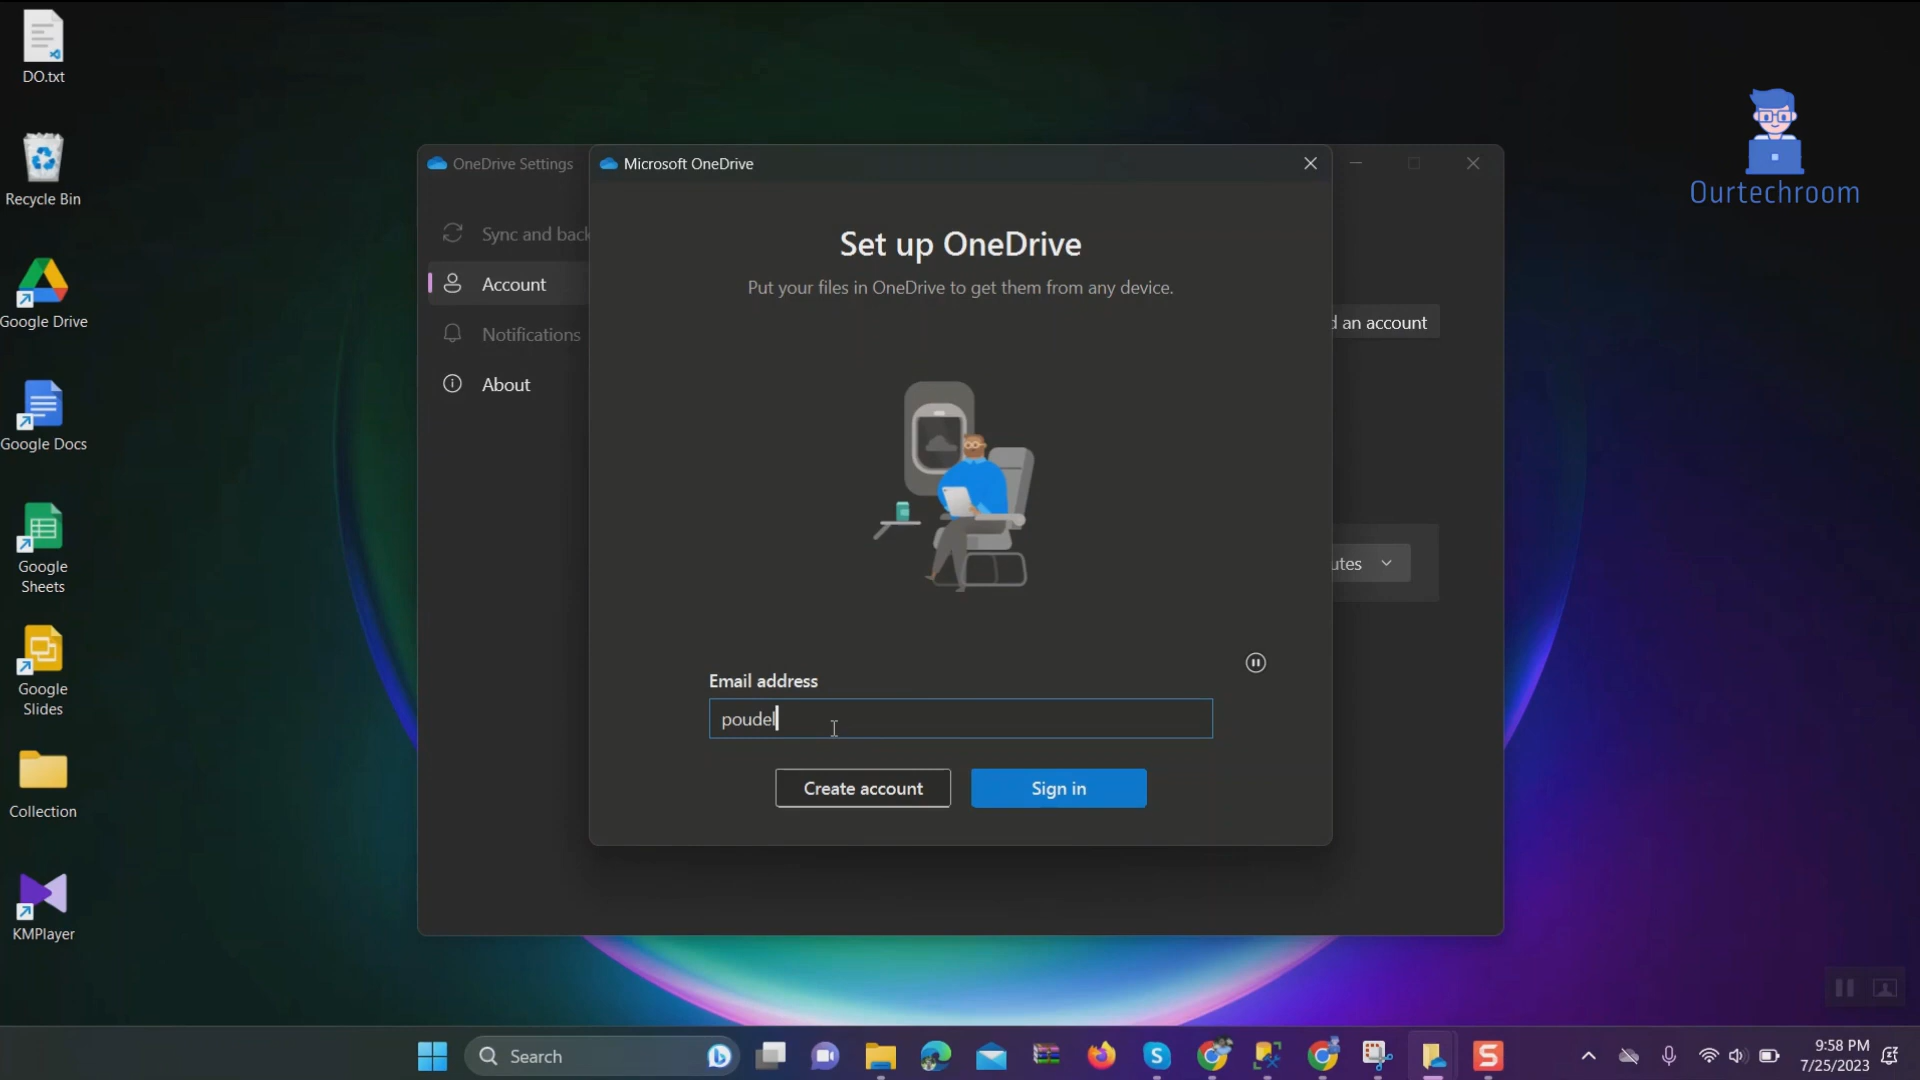 DO.txt
Recycle Bin
Google Drive
Google Docs
Google
Sheets
Google
Slides
Collection
KMPlayer
Ourtechroom
OneDrive Settings
Sync and back
Account
Notifications
About
d an account
utes
Microsoft OneDrive
Set up OneDrive
Put your files in OneDrive to get them from any device.
Email address
poudel
Create account
Sign in
Search
9:58 PM
7/25/2023